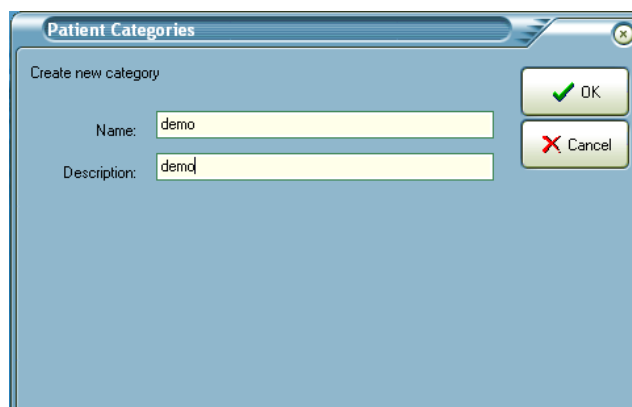 Patient Categories
Create new category
OK
Name: demo
Cancel
Description: demo